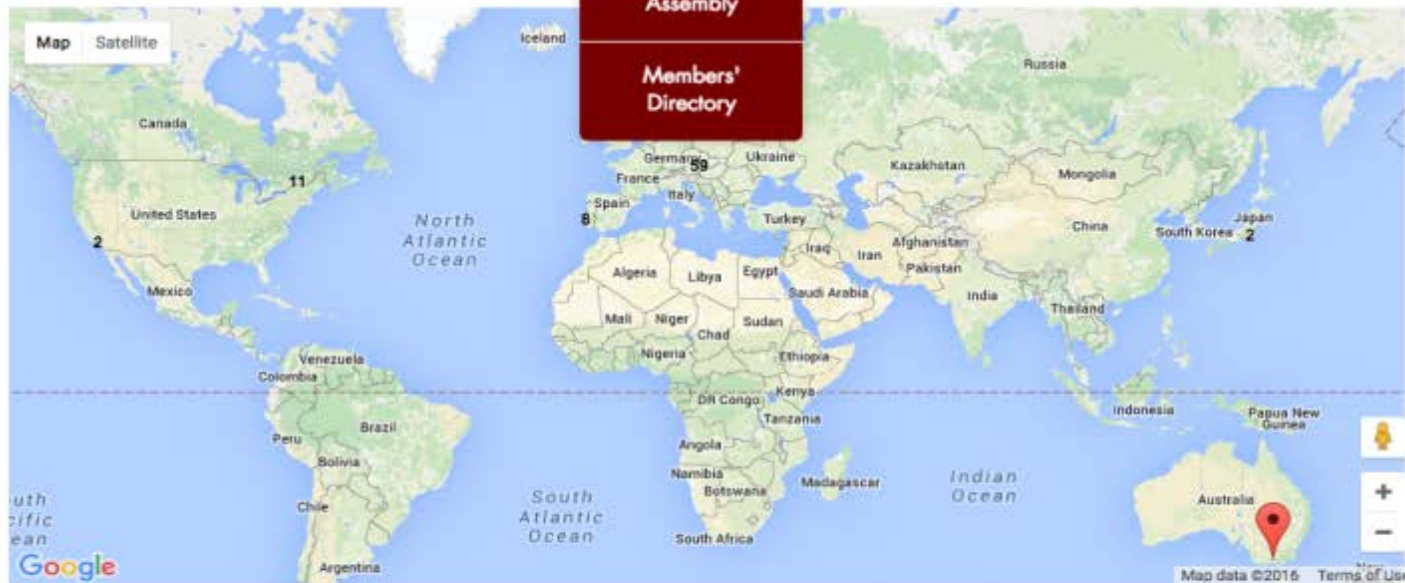 Assembly
Members'
Directory
Map Satellite
Iceland
Russia
Canada
Germany
59
Ukraine
Kazakhstan
Mongolia
France
11
Italy
Spain
United States
8
North
Atlantic
Ocean
Turkey
China
Japan
South Korea
2
2
Iraq
Iran
Afghanistan
Pakistan
Algeria
Libya
Egypt
Saudi Arabia
India
Mexico
Thailand
Mali
Niger
Chad
Sudan
Nigeria
Ethiopia
Venezuela
Colombia
DR Congo
Kenya
Tanzania
Indonesia
Papua New
Guinea
Peru
Brazil
Angola
Bolivia
Namibia
Botswana
Madagascar
Indian
Ocean
Australia
Chile
South
Atlantic
Ocean
South Africa
uth
cific
ean
Google
Argentina
+
−
Map data ©2016 Terms of Use